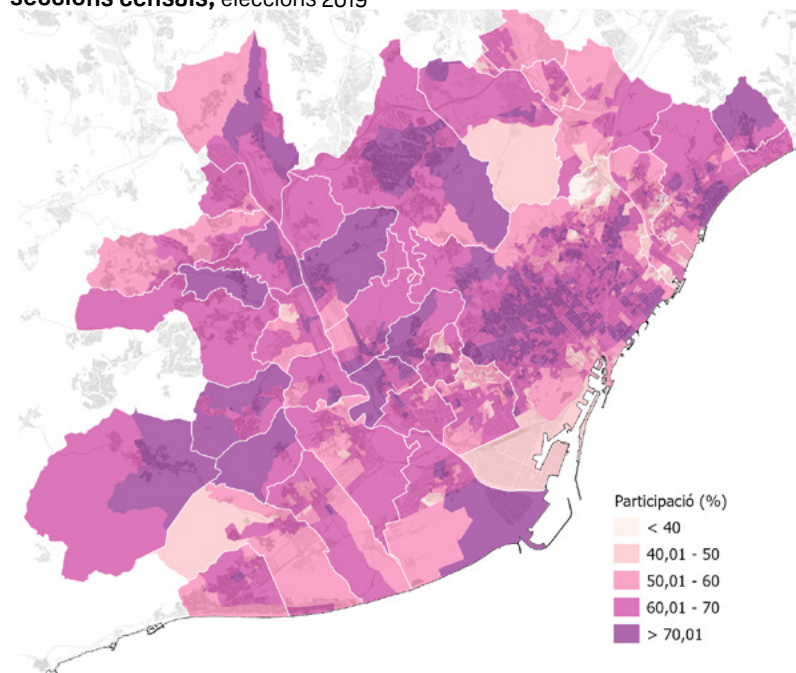 seccions censals, eleccions 2019
Participació (%)
< 40
40,01 - 50
50,01 - 60
60,01 - 70
> 70,01